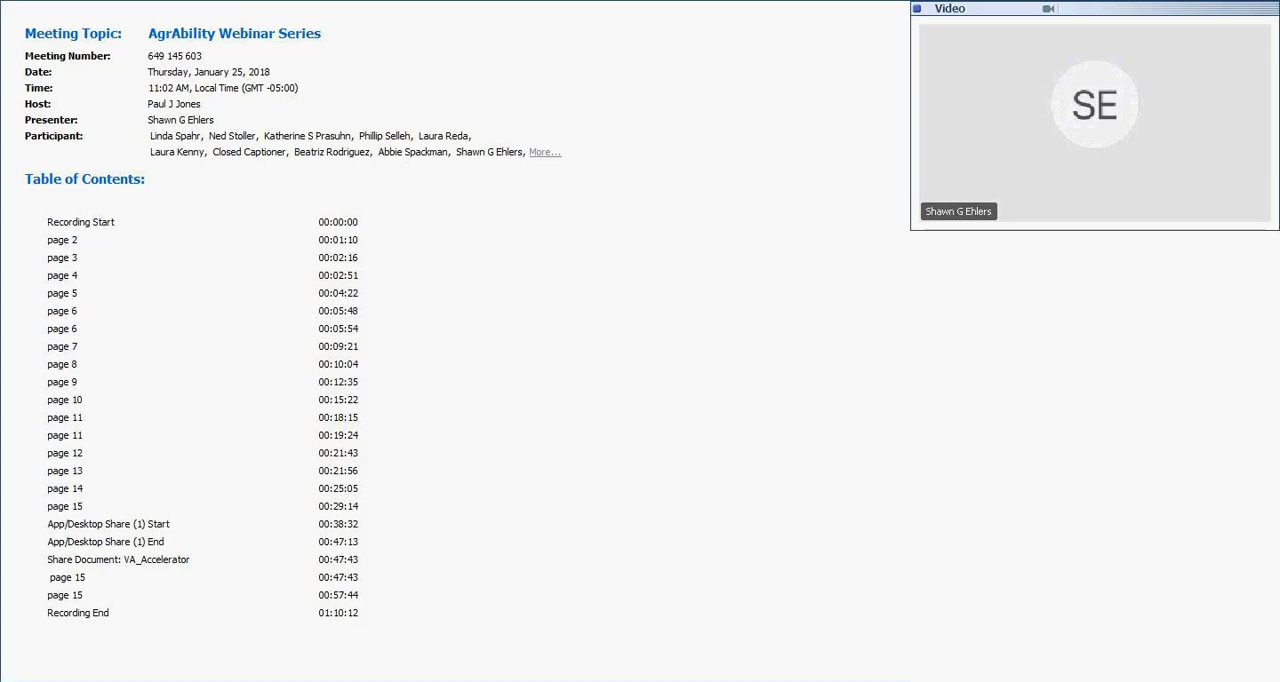 Meeting Topic: AgrAbility Webinar Series
Meeting Number: 649 145 603
Date: Thursday, January 25, 2018
Time: 11:02 AM, Local Time (GMT -05:00)
Host: Paul J Jones
Presenter: Shawn G Ehlers
Participant: Linda Spahr, Ned Stoller, Katherine S Prasuhn, Phillip Selleh, Laura Reda,
Laura Kenny, Closed Captioner, Beatriz Rodriguez, Abbie Spackman, Shawn G Ehlers, More...
Table of Contents:
Recording Start 00:00:00
page 2 00:01:10
page 3 00:02:16
page 4 00:02:51
page 5 00:04:22
page 6 00:05:48
page 6 00:05:54
page 7 00:09:21
page 8 00:10:04
page 9 00:12:35
page 10 00:15:22
page 11 00:18:15
page 11 00:19:24
page 12 00:21:43
page 13 00:21:56
page 14 00:25:05
page 15 00:29:14
App/Desktop Share (1) Start 00:38:32
App/Desktop Share (1) End 00:47:13
Share Document: VA_Accelerator 00:47:43
page 15 00:47:43
page 15 00:57:44
Recording End 01:10:12
Video
SE
Shawn G Ehlers